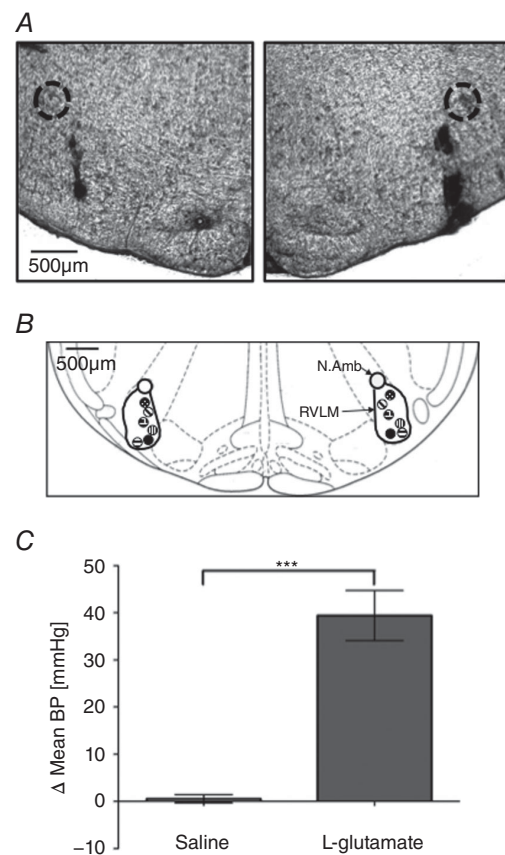 A
500µm
B
500µm
N.Amb
RVLM
C
50
40
30
20
10
0
–10
Δ Mean BP [mmHg]
***
Saline
L-glutamate